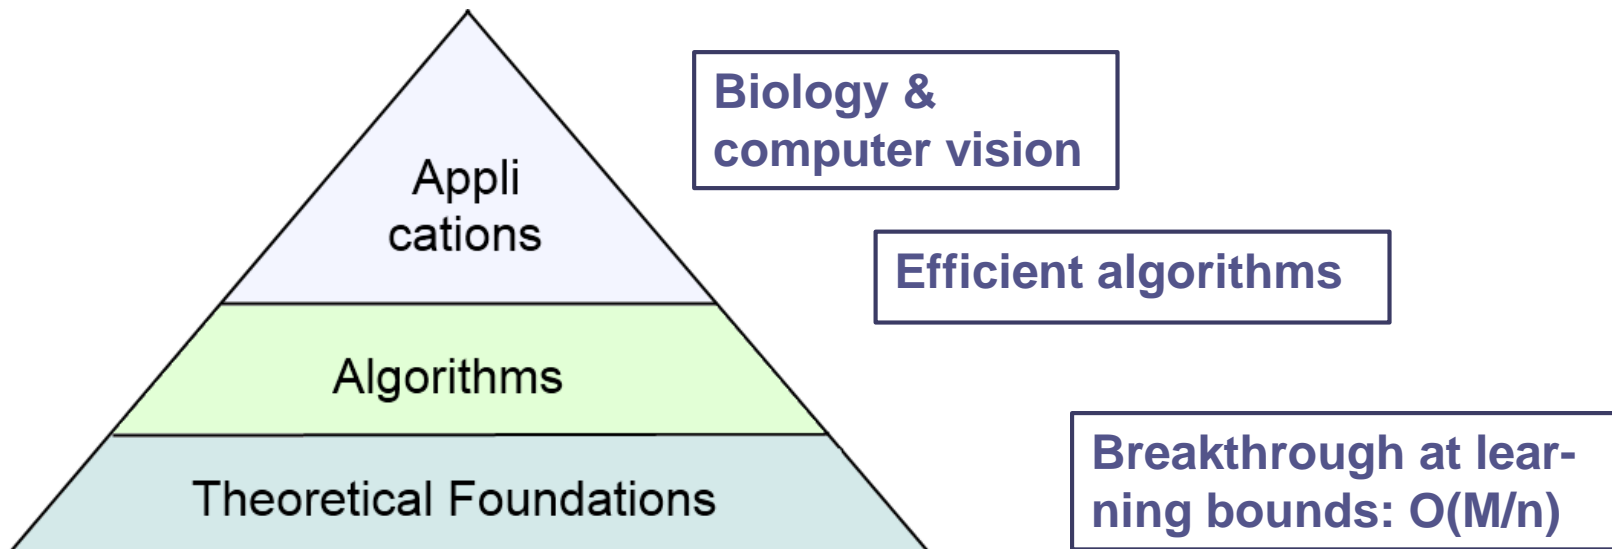 Appli
cations
Algorithms
Theoretical Foundations
Biology &
computer vision
Efficient algorithms
Breakthrough at lear-
ning bounds: O(M/n)